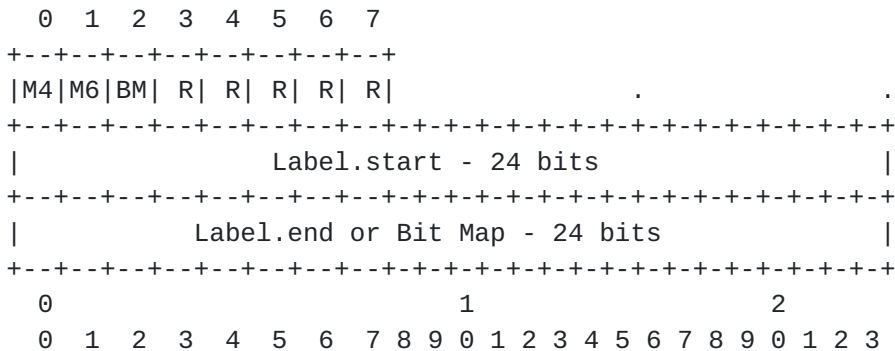 0  1  2  3  4  5  6  7
+--+--+--+--+--+--+--+--+
|M4|M6|BM| R| R| R| R| R|               .               .
+--+--+--+--+--+--+--+--+-+-+-+-+-+-+-+-+-+-+-+-+-+-+-+-+
|                Label.start - 24 bits                  |
+--+--+--+--+--+--+--+--+-+-+-+-+-+-+-+-+-+-+-+-+-+-+-+-+
|           Label.end or Bit Map - 24 bits              |
+--+--+--+--+--+--+--+--+-+-+-+-+-+-+-+-+-+-+-+-+-+-+-+-+
  0                          1                   2
  0  1  2  3  4  5  6  7 8 9 0 1 2 3 4 5 6 7 8 9 0 1 2 3